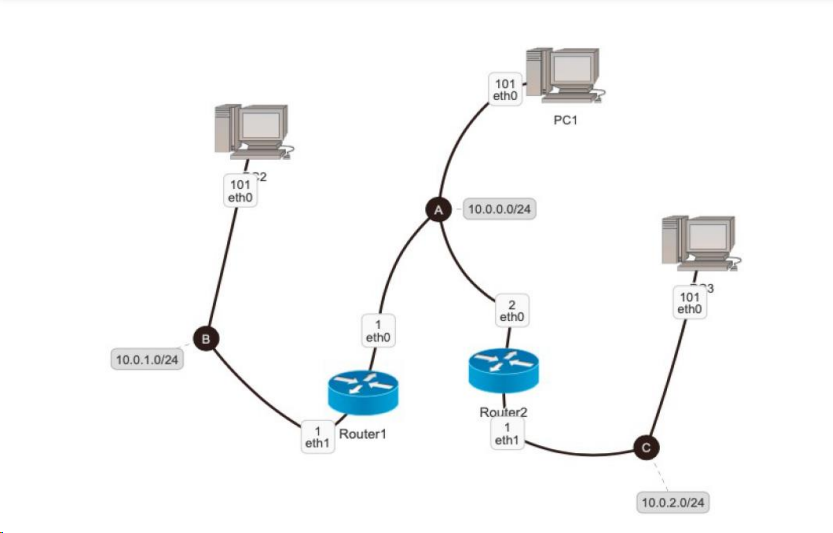 101
eth0
PC1
101
eth0
A
10.0.0.0/24
2
eth0
101
eth0
1
eth0
B
10.0.1.0/24
Router2
1
eth1
Router1
1
eth1
C
10.0.2.0/24